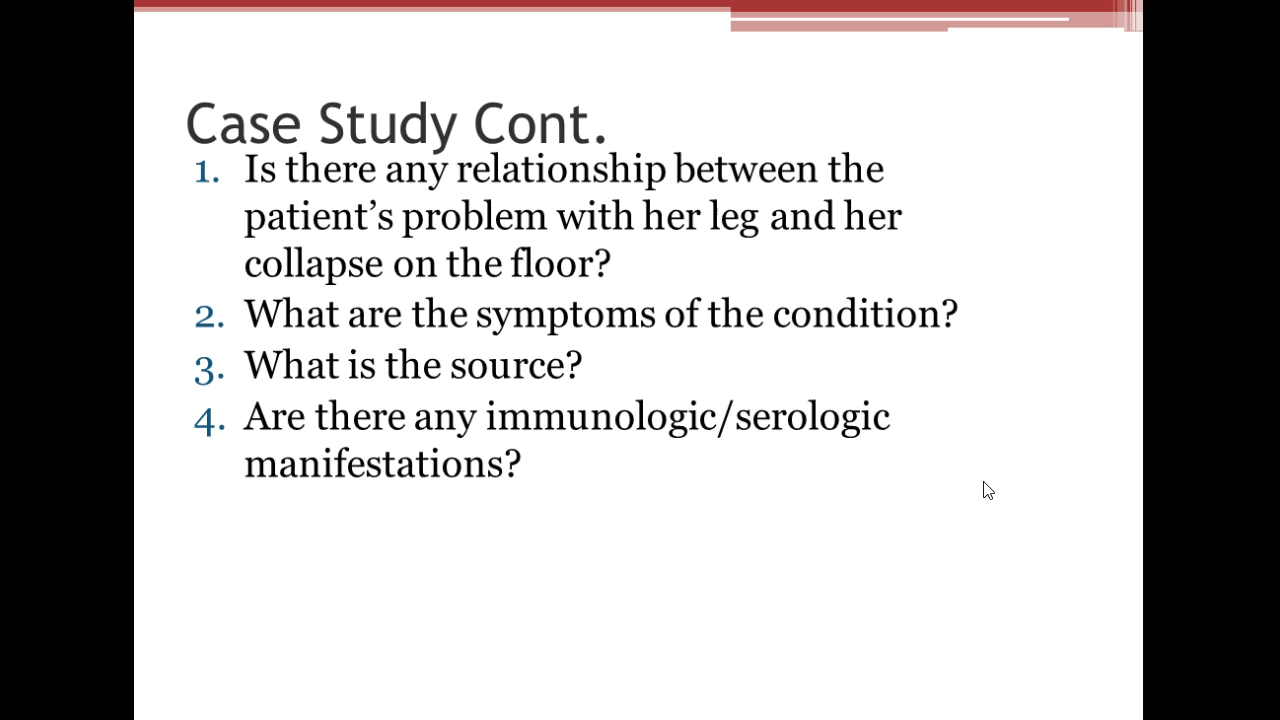 Case Study Cont.
1. Is there any relationship between the
patient’s problem with her leg and her
collapse on the floor?
2. What are the symptoms of the condition?
3. What is the source?
4. Are there any immunologic/serologic
manifestations?